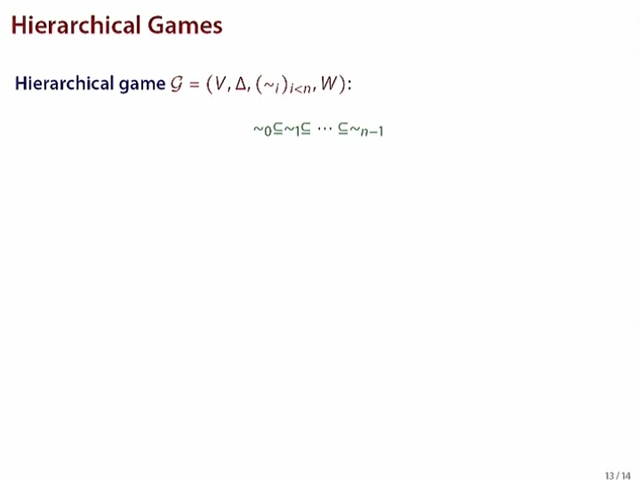 Hierarchical Games
Hierarchical game 𝒢 = (V, Δ, (~ᵢ)ᵢ<ₙ, W):
~₀⊆~₁⊆ ⋯ ⊆~ₙ₋₁
13 / 14